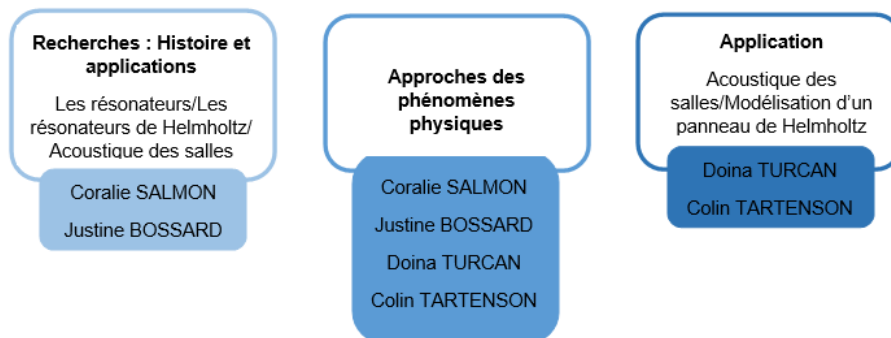 Recherches : Histoire et
applications
Les résonateurs/Les
résonateurs de Helmholtz/
Acoustique des salles
Coralie SALMON
Justine BOSSARD
Approches des
phénomènes
physiques
Coralie SALMON
Justine BOSSARD
Doina TURCAN
Colin TARTENSON
Application
Acoustique des
salles/Modélisation d'un
panneau de Helmholtz
Doina TURCAN
Colin TARTENSON